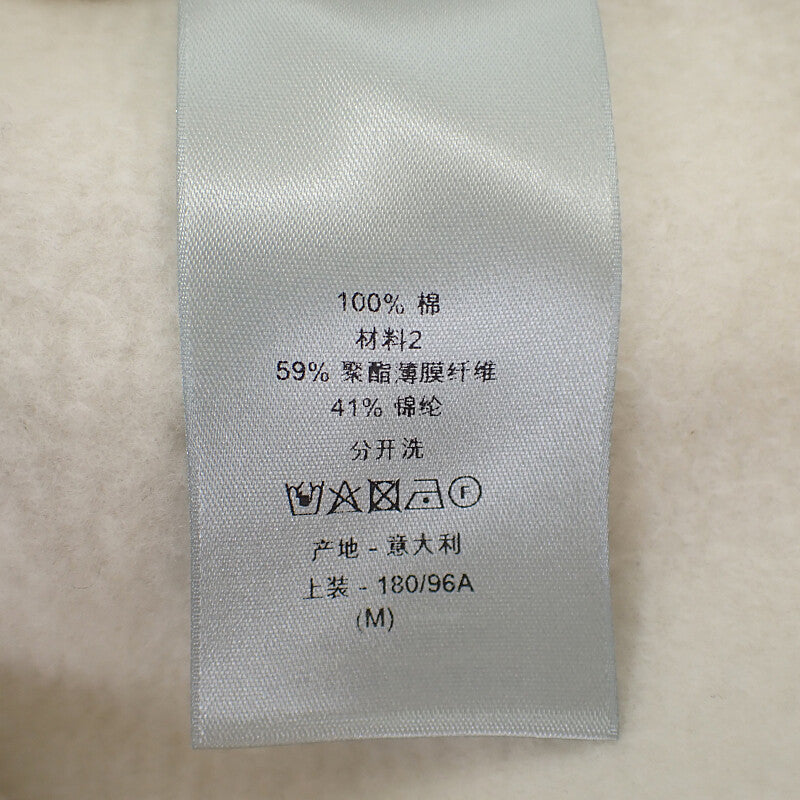 100% 棉
材料2
59% 聚酯薄膜纤维
41% 锦纶
分开洗
F
产地 - 意大利
上装 - 180/96A
(M)